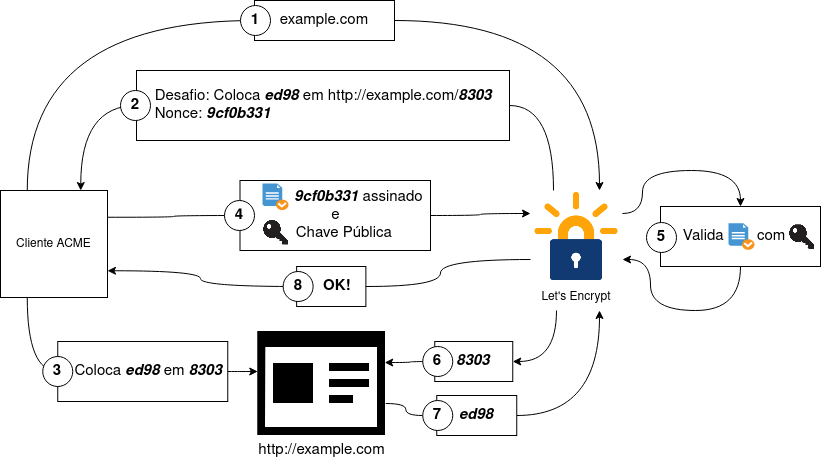 1
example.com
2
Desafio: Coloca ed98 em http://example.com/8303
Nonce: 9cf0b331
Cliente ACME
4
9cf0b331 assinado
e
Chave Pública
5
Valida com
Let's Encrypt
8
OK!
3
Coloca ed98 em 8303
6
8303
7
ed98
http://example.com